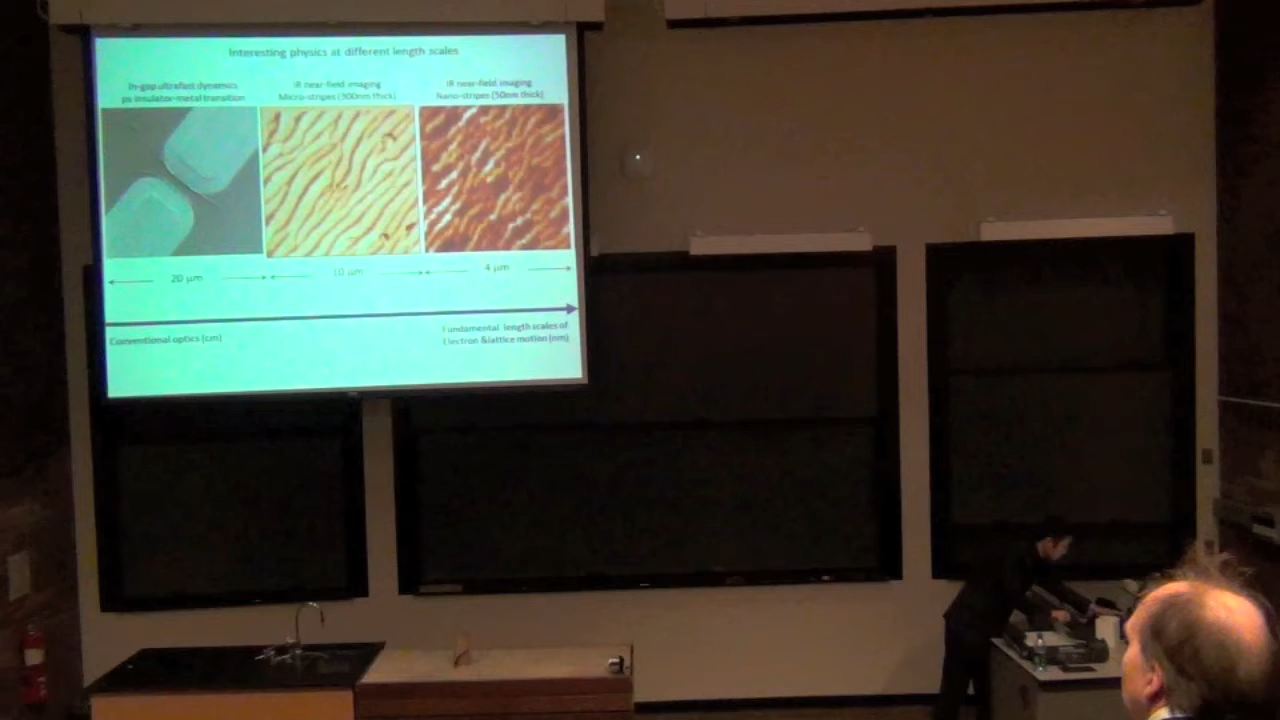 Interesting physics at different length scales
In-gap ultrafast dynamics
ps insulator-metal transition
IR near-field imaging
Micro-stripes (300nm thick)
IR near-field imaging
Nano-stripes (50nm thick)
20 μm
10 μm
4 μm
Conventional optics (cm)
Fundamental length scales of
Electron &lattice motion (nm)